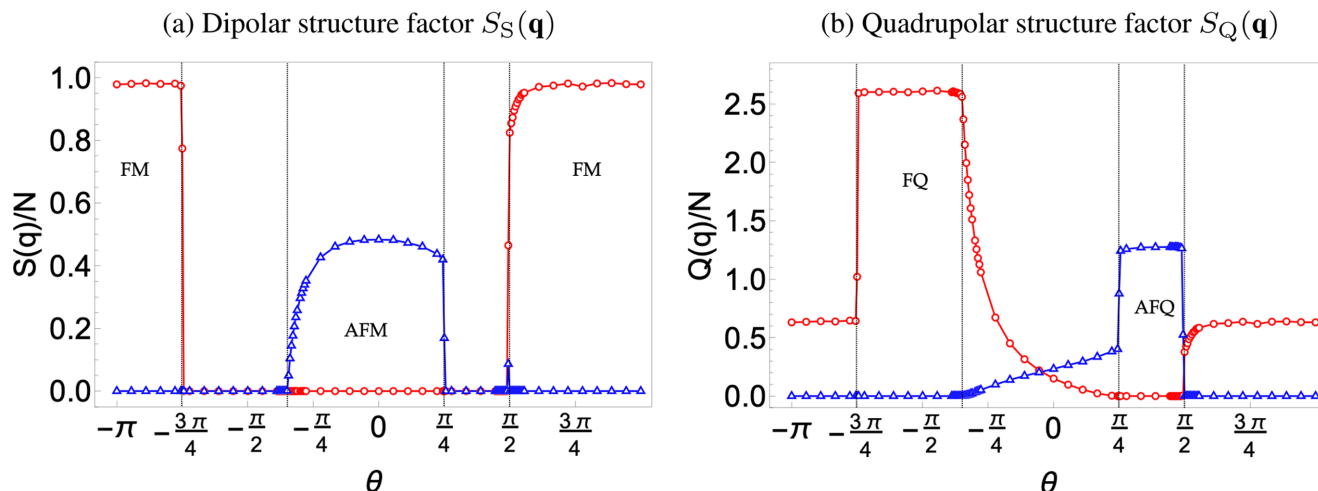 (a) Dipolar structure factor S_S(q)
S(q)/N
1.0
0.8
0.6
0.4
0.2
0.0
FM
AFM
FM
−π
−3π/4
−π/2
−π/4
0
π/4
π/2
3π/4
θ
(b) Quadrupolar structure factor S_Q(q)
Q(q)/N
2.5
2.0
1.5
1.0
0.5
0.0
FQ
AFQ
−π
−3π/4
−π/2
−π/4
0
π/4
π/2
3π/4
θ